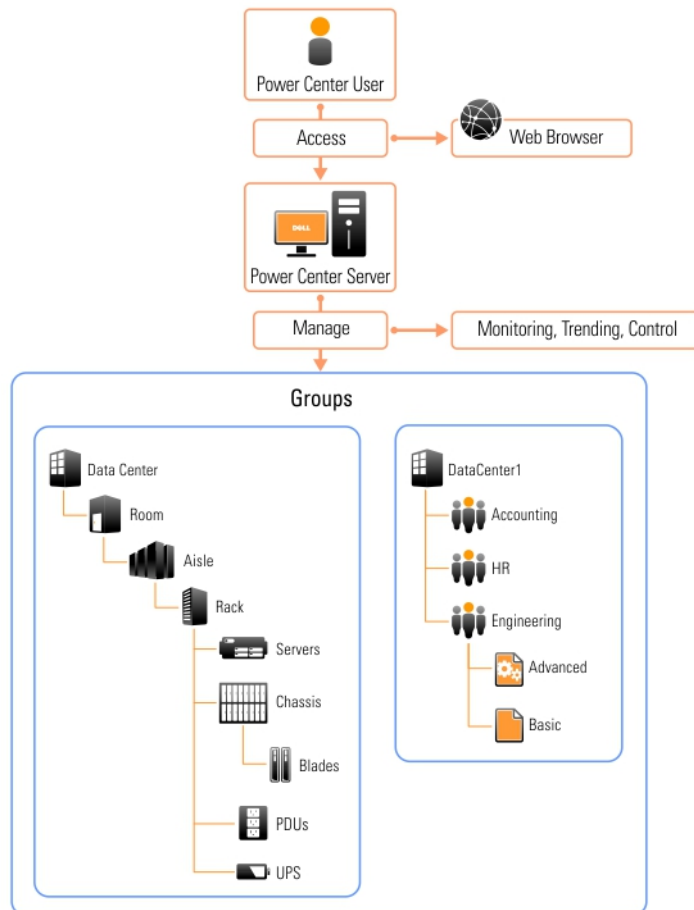 Power Center User
Access
Web Browser
DELL
Power Center Server
Manage
Monitoring, Trending, Control
Groups
Data Center
Room
Aisle
Rack
Servers
Chassis
Blades
PDUs
UPS
DataCenter1
Accounting
HR
Engineering
Advanced
Basic